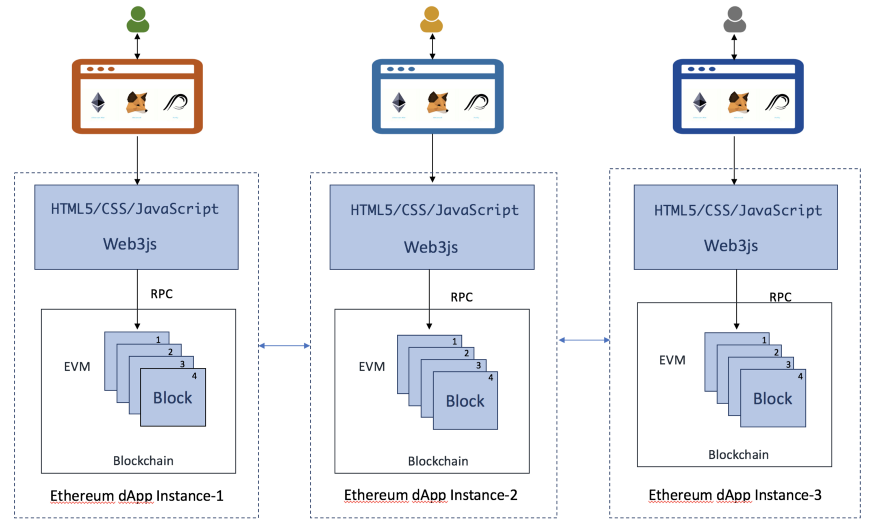 HTML5/CSS/JavaScript
Web3js
RPC
EVM
1
2
3
4
Block
Blockchain
Ethereum dApp Instance-1
HTML5/CSS/JavaScript
Web3js
RPC
EVM
1
2
3
4
Block
Blockchain
Ethereum dApp Instance-2
HTML5/CSS/JavaScript
Web3js
RPC
EVM
1
2
3
4
Block
Blockchain
Ethereum dApp Instance-3